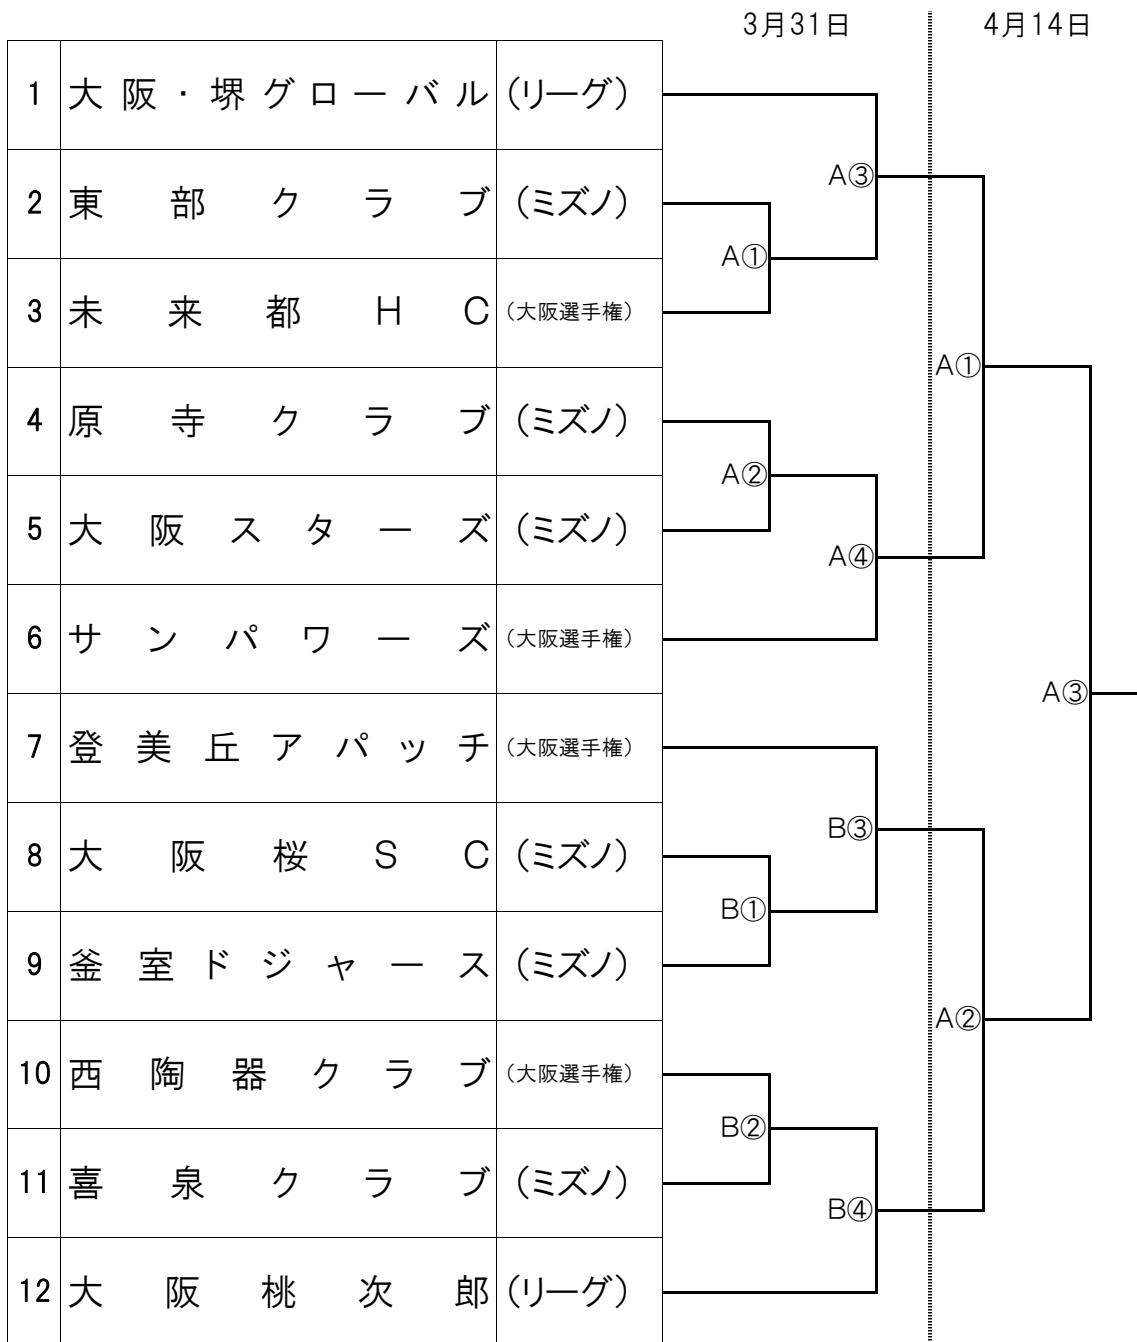 3月31日 4月14日
1 大阪・堺グローバル (リーグ)
A③
2 東部クラブ (ミズノ)
A①
3 未来都HC (大阪選手権)
A①
4 原寺クラブ (ミズノ)
A②
5 大阪スターズ (ミズノ)
A④
6 サンパワーズ (大阪選手権)
A③
7 登美丘アパッチ (大阪選手権)
B③
8 大阪桜SC (ミズノ)
B①
9 釜室ドジャース (ミズノ)
A②
10 西陶器クラブ (大阪選手権)
B②
11 喜泉クラブ (ミズノ)
B④
12 大阪桃次郎 (リーグ)